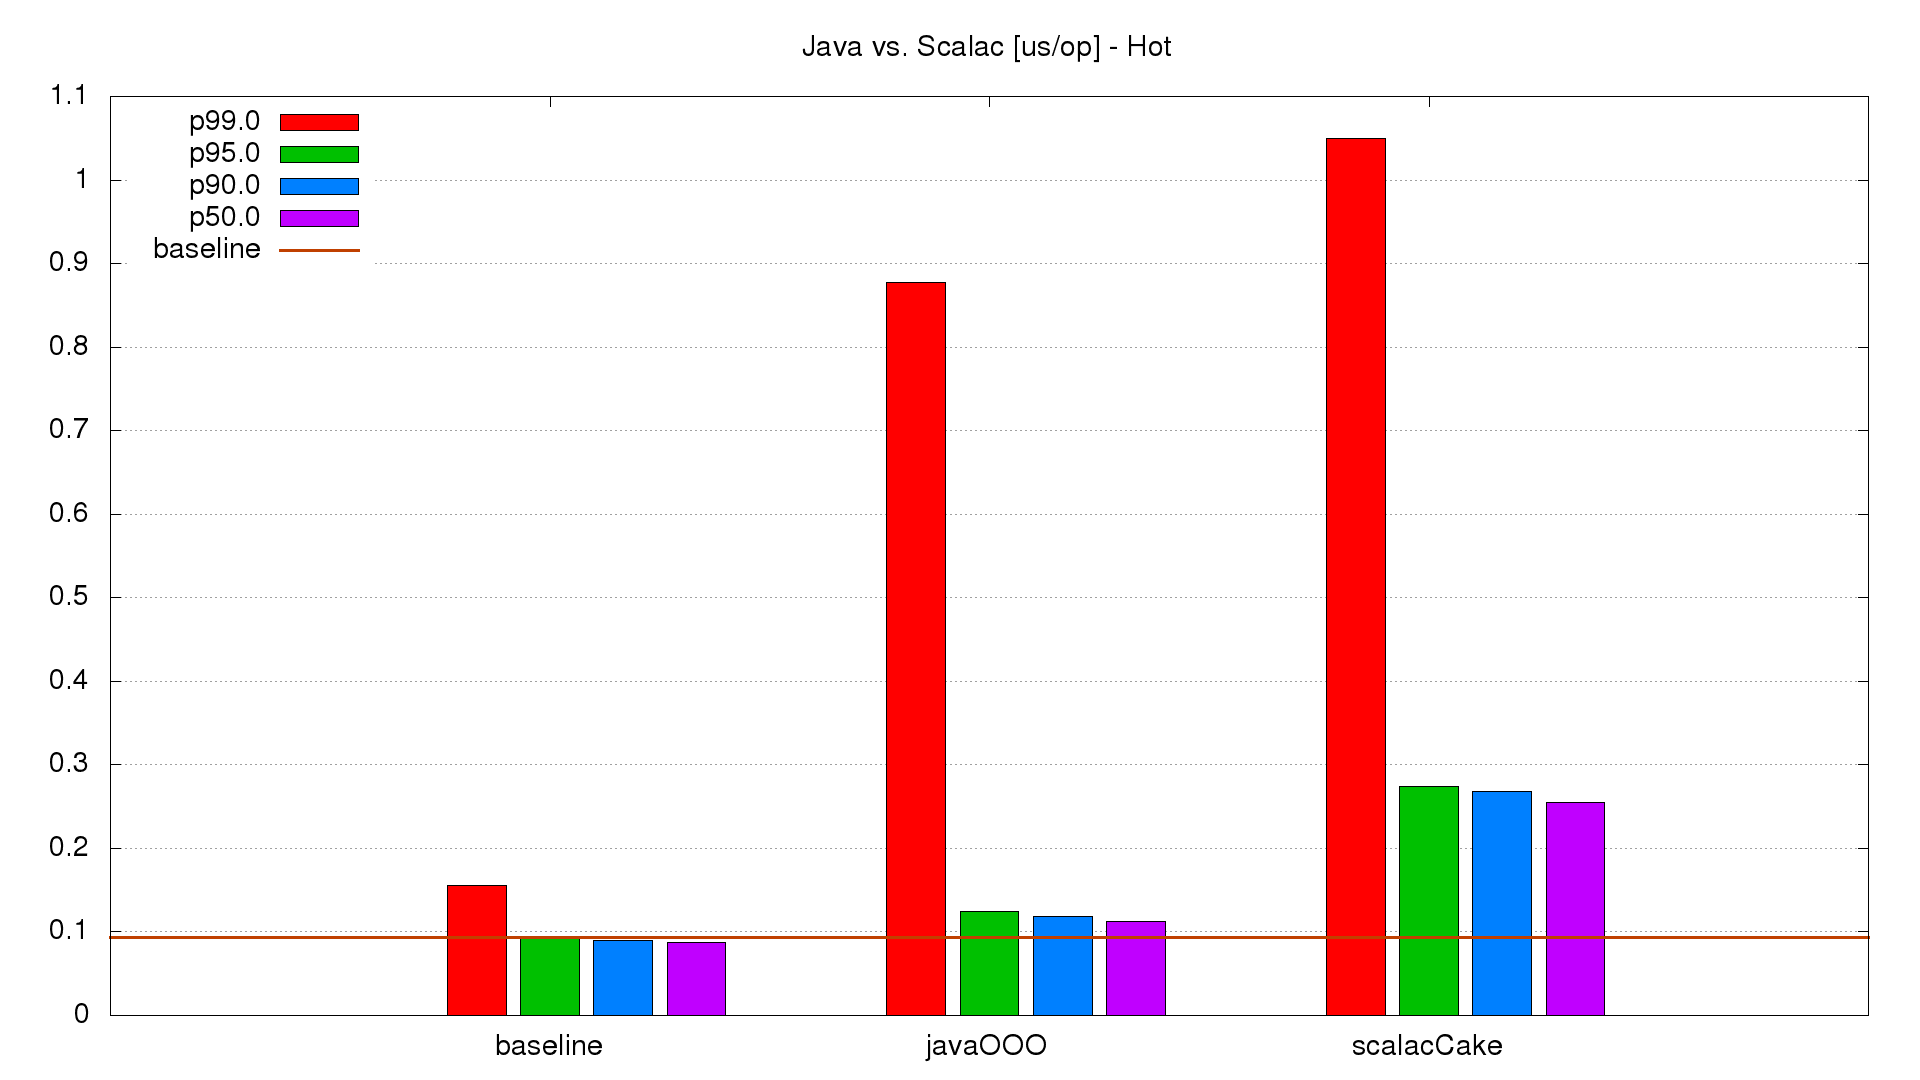 Java vs. Scalac [us/op] - Hot
1.1
1
0.9
0.8
0.7
0.6
0.5
0.4
0.3
0.2
0.1
0
p99.0
p95.0
p90.0
p50.0
baseline
baseline javaOOO scalacCake